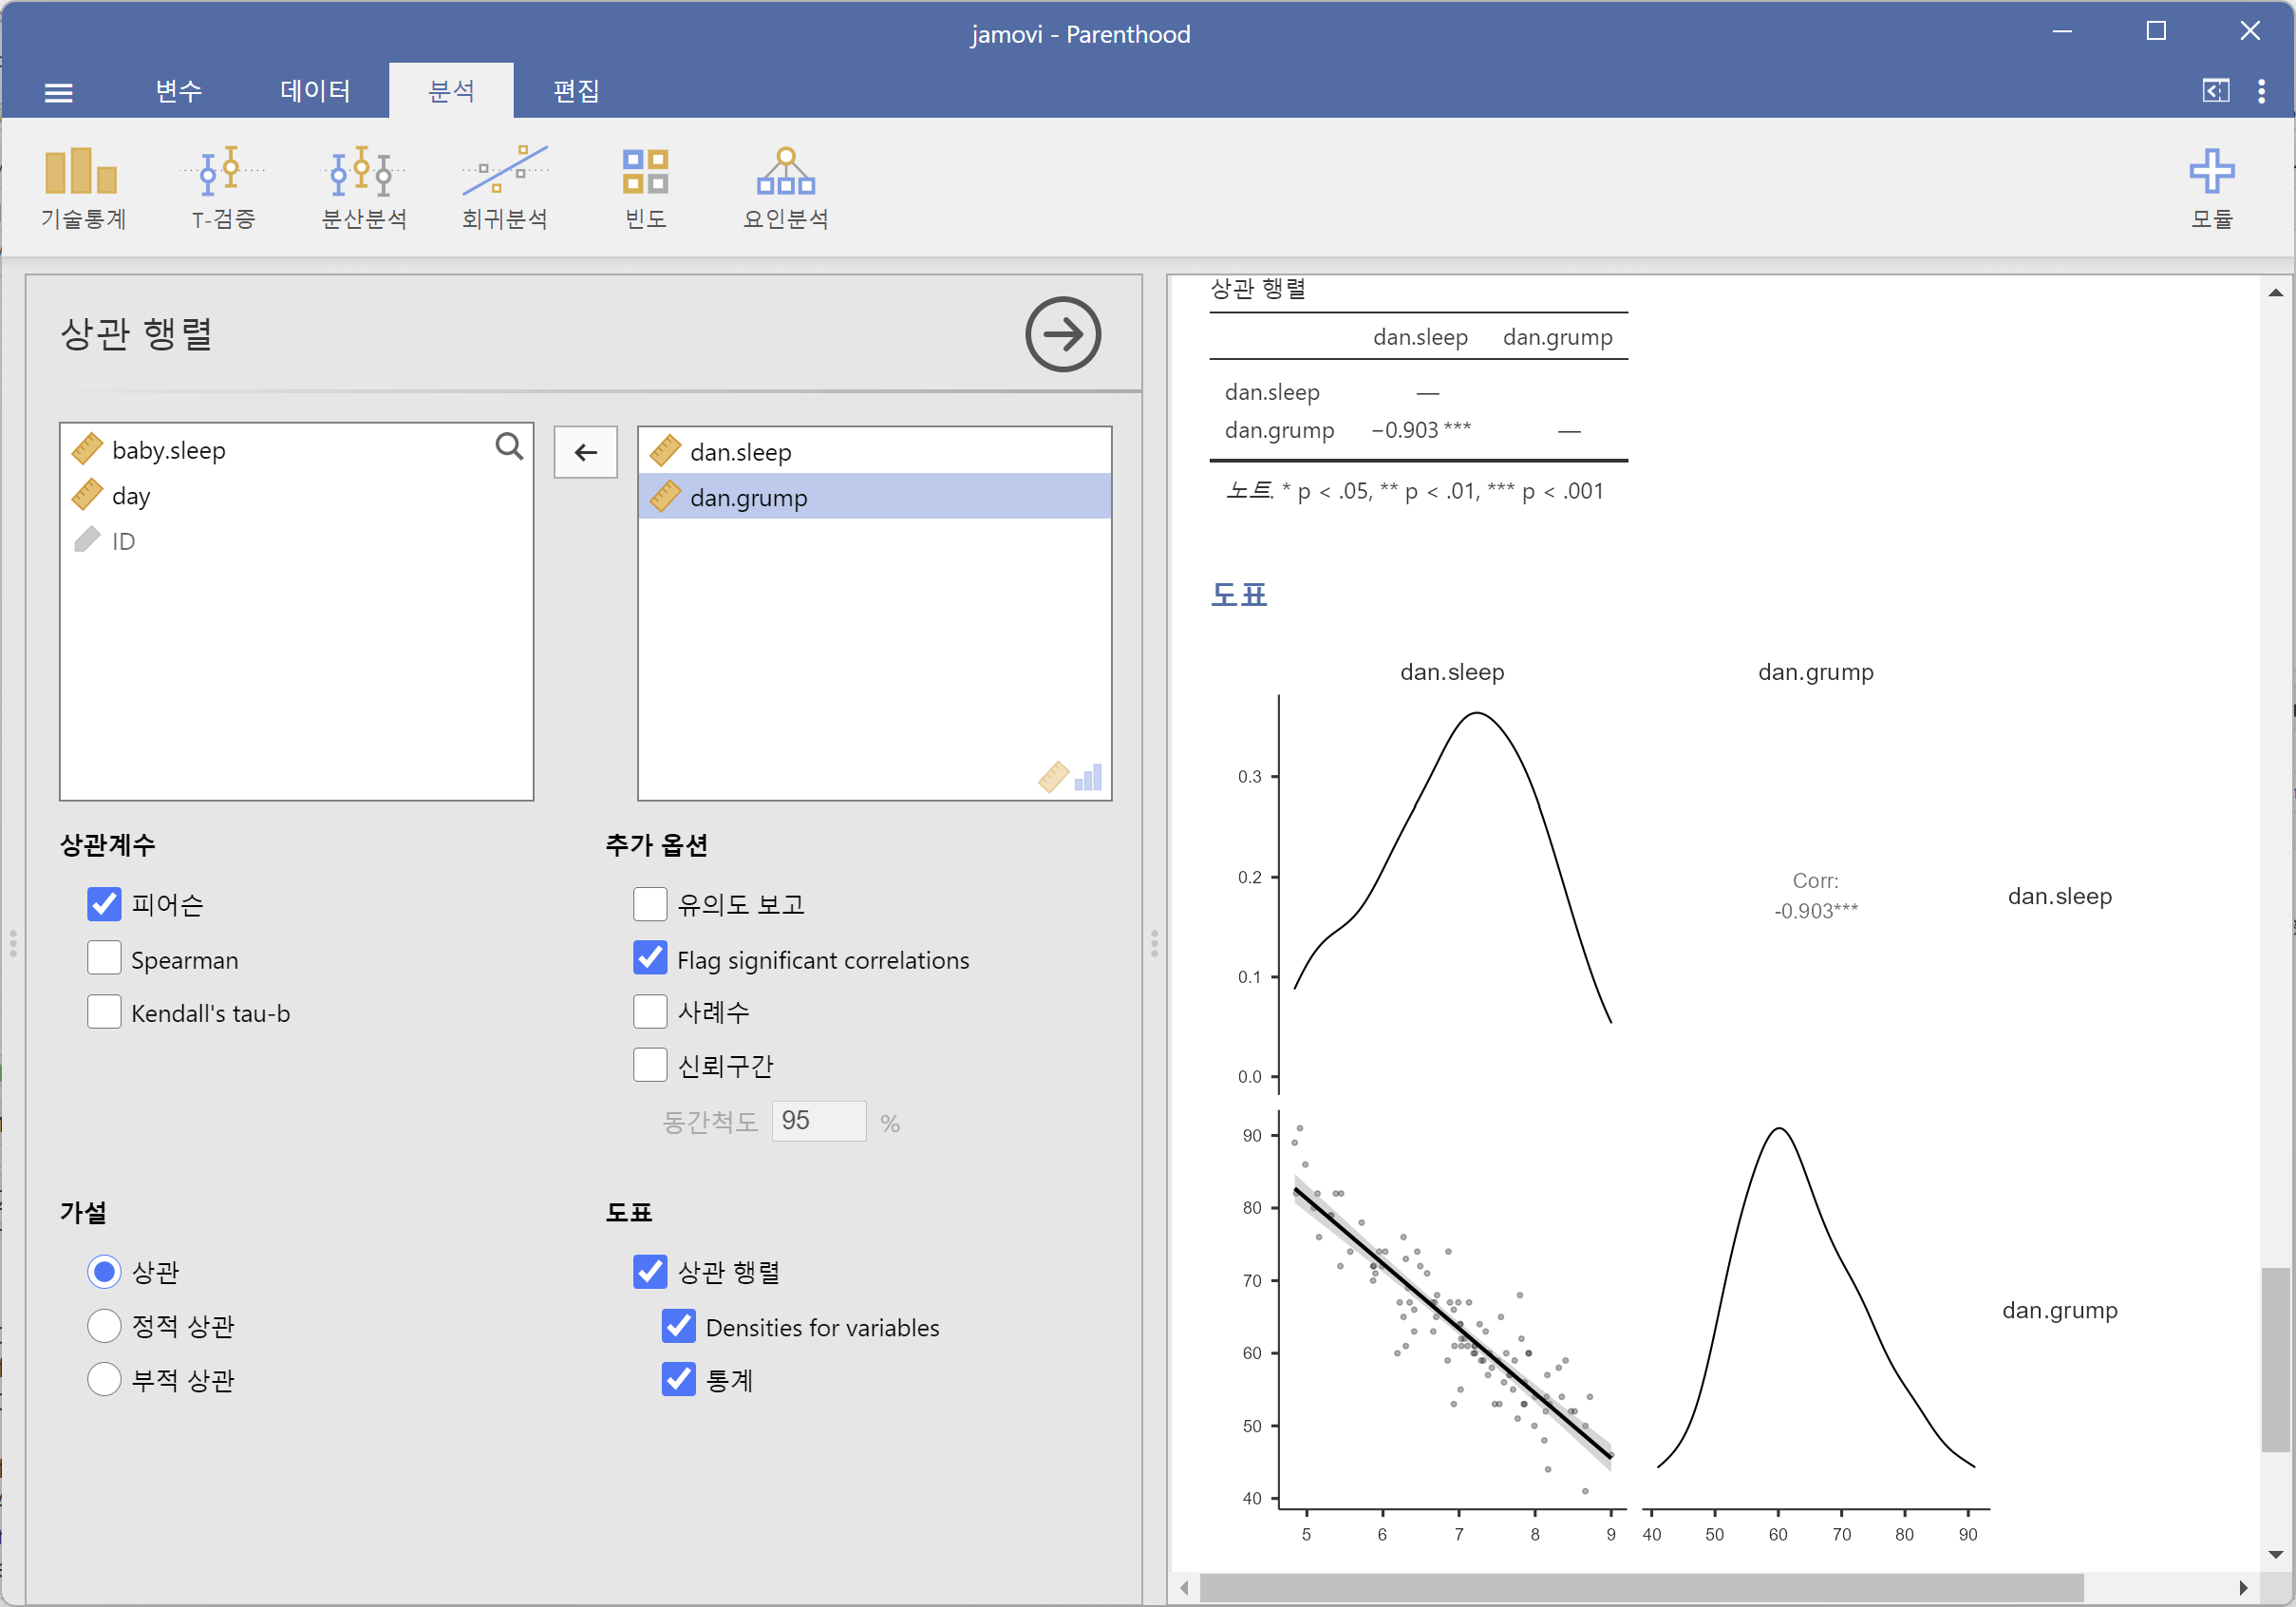 jamovi - Parenthood
변수 데이터 분석 편집
기술통계 T-검증 분산분석 회귀분석 빈도 요인분석 모듈
상관 행렬
baby.sleep
day
ID
dan.sleep
dan.grump
상관계수
피어슨
Spearman
Kendall's tau-b
추가 옵션
유의도 보고
Flag significant correlations
사례수
신뢰구간
동간척도 95 %
가설
상관
정적 상관
부적 상관
도표
상관 행렬
Densities for variables
통계
상관 행렬
dan.sleep dan.grump
dan.sleep —
dan.grump −0.903 *** —
노트. * p < .05, ** p < .01, *** p < .001
도표
dan.sleep dan.grump
0.3
0.2
0.1
0.0
Corr:
-0.903***
dan.sleep
90
80
70
60
50
40
dan.grump
5 6 7 8 9 40 50 60 70 80 90